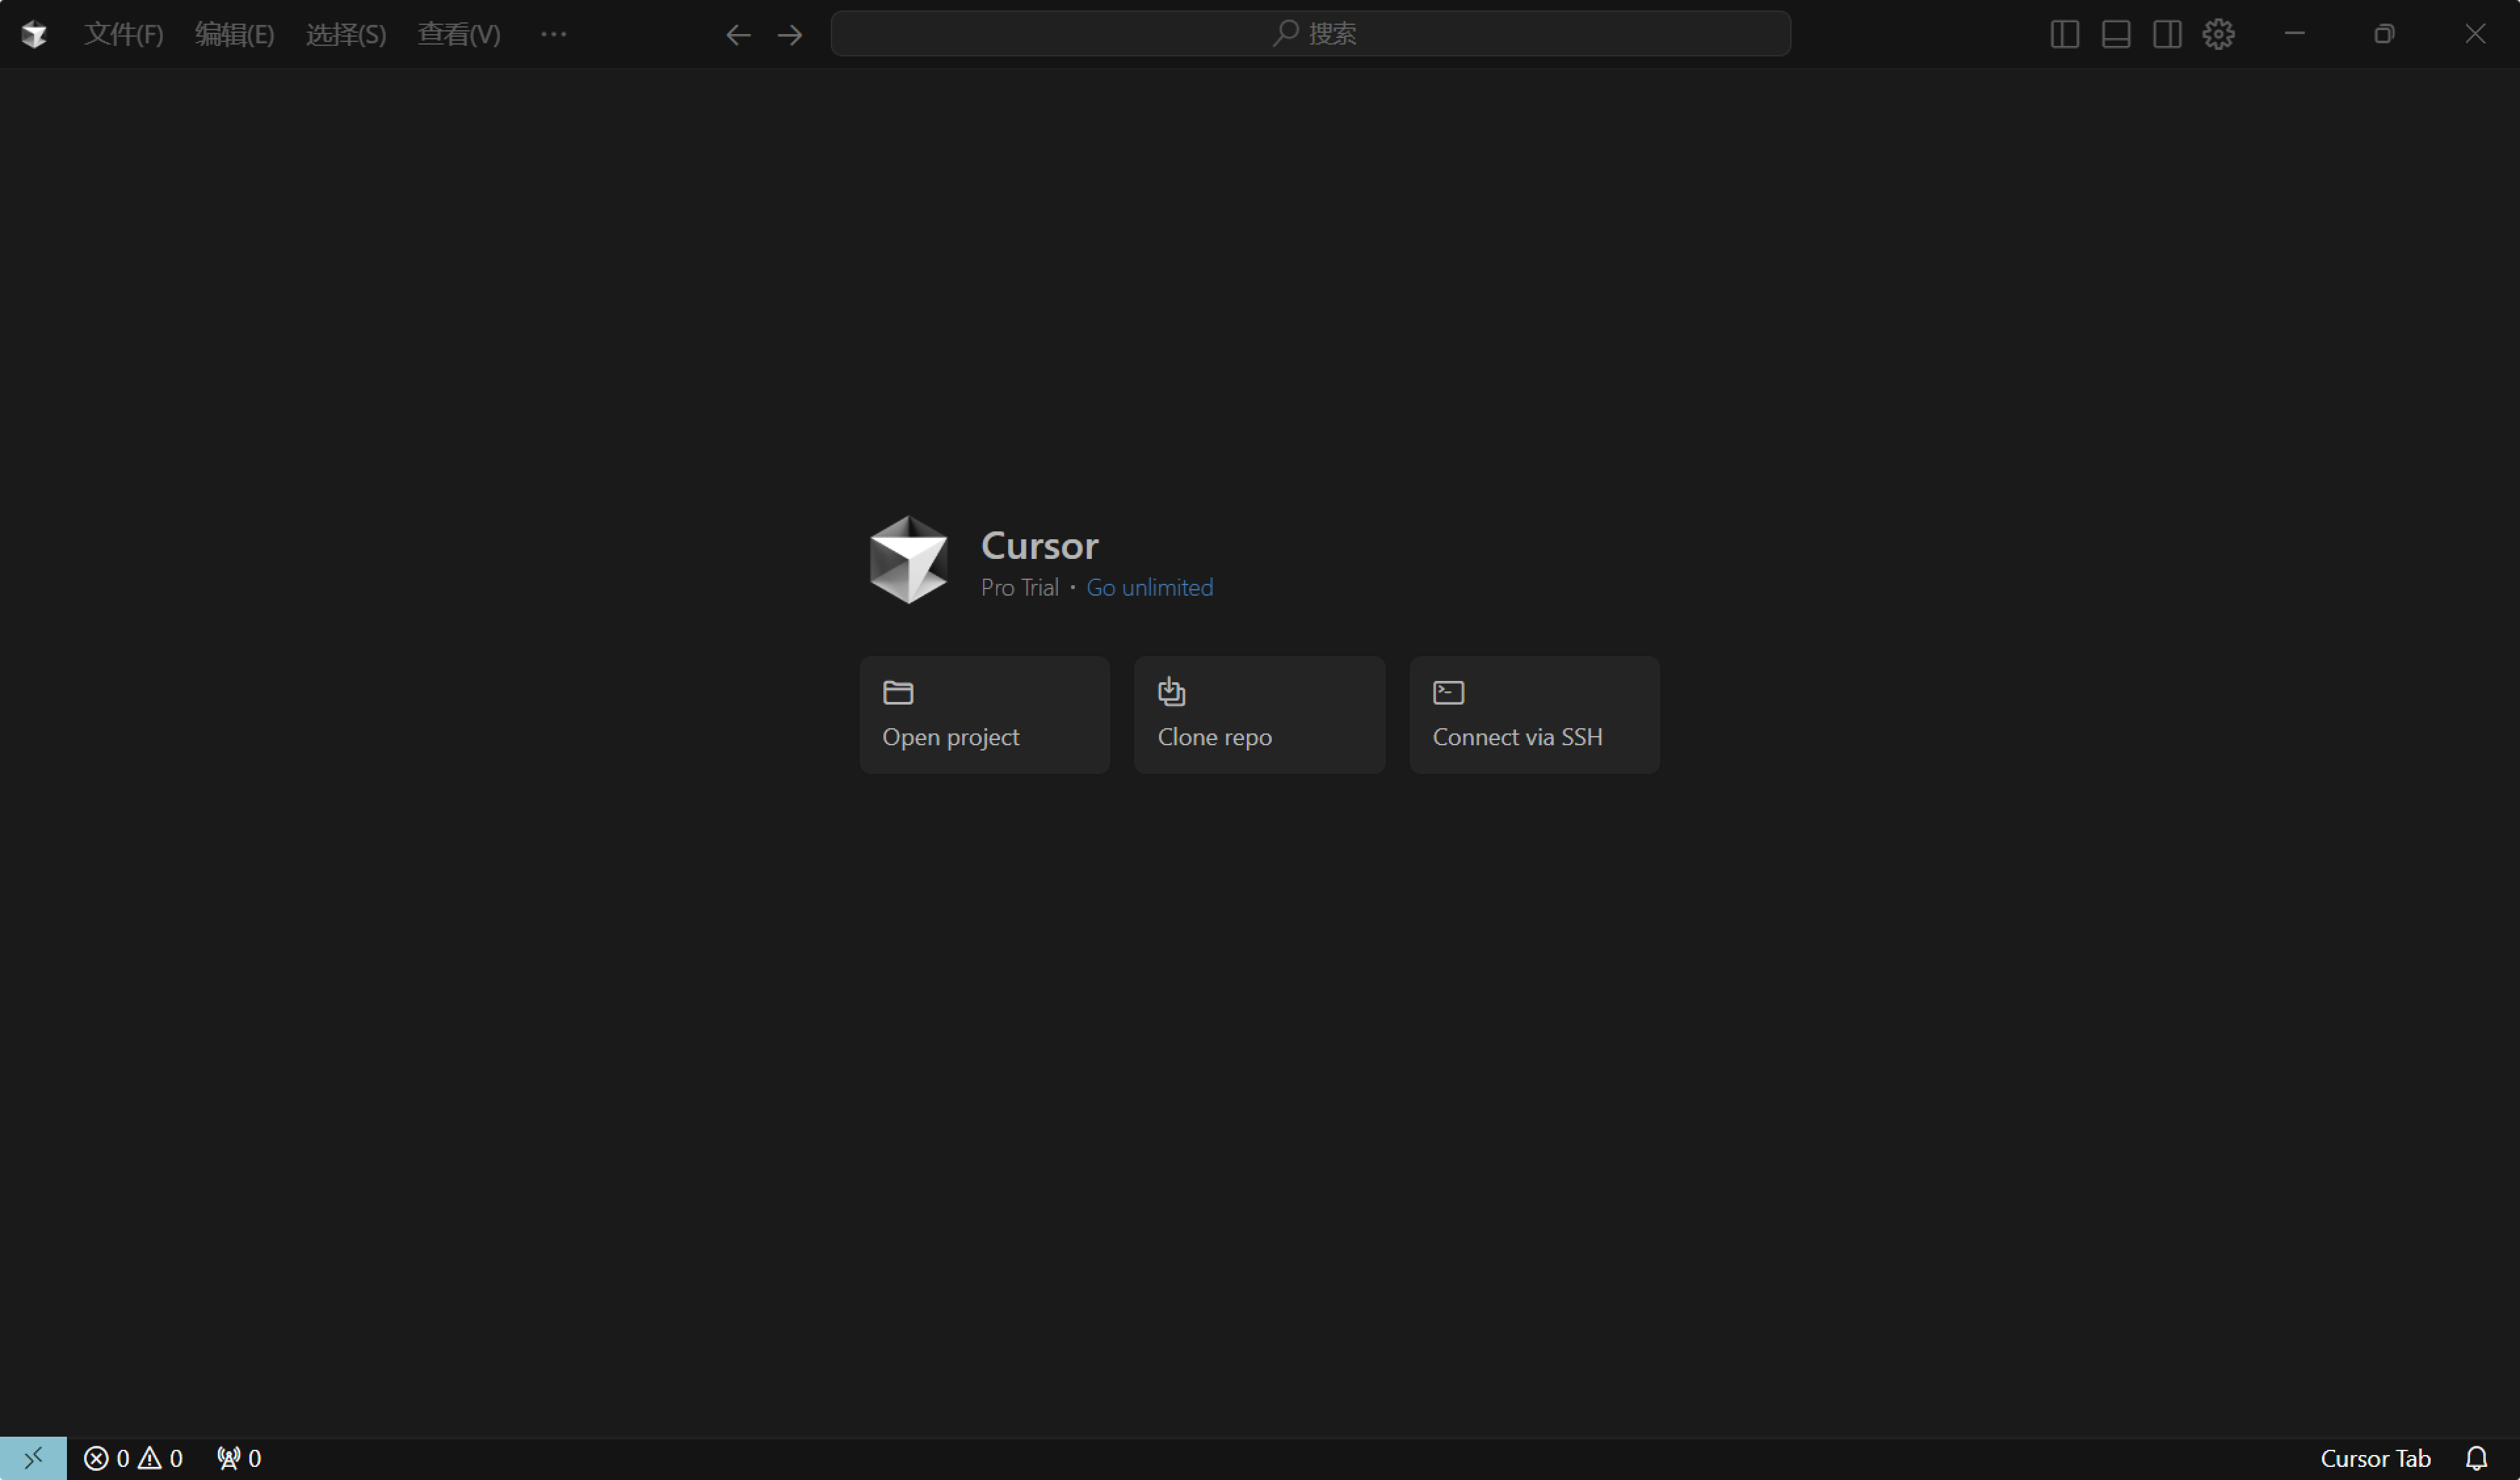 文件(F) 编辑(E) 选择(S) 查看(V) ··· 搜索
Cursor
Pro Trial • Go unlimited
Open project Clone repo Connect via SSH
0 0 0 Cursor Tab